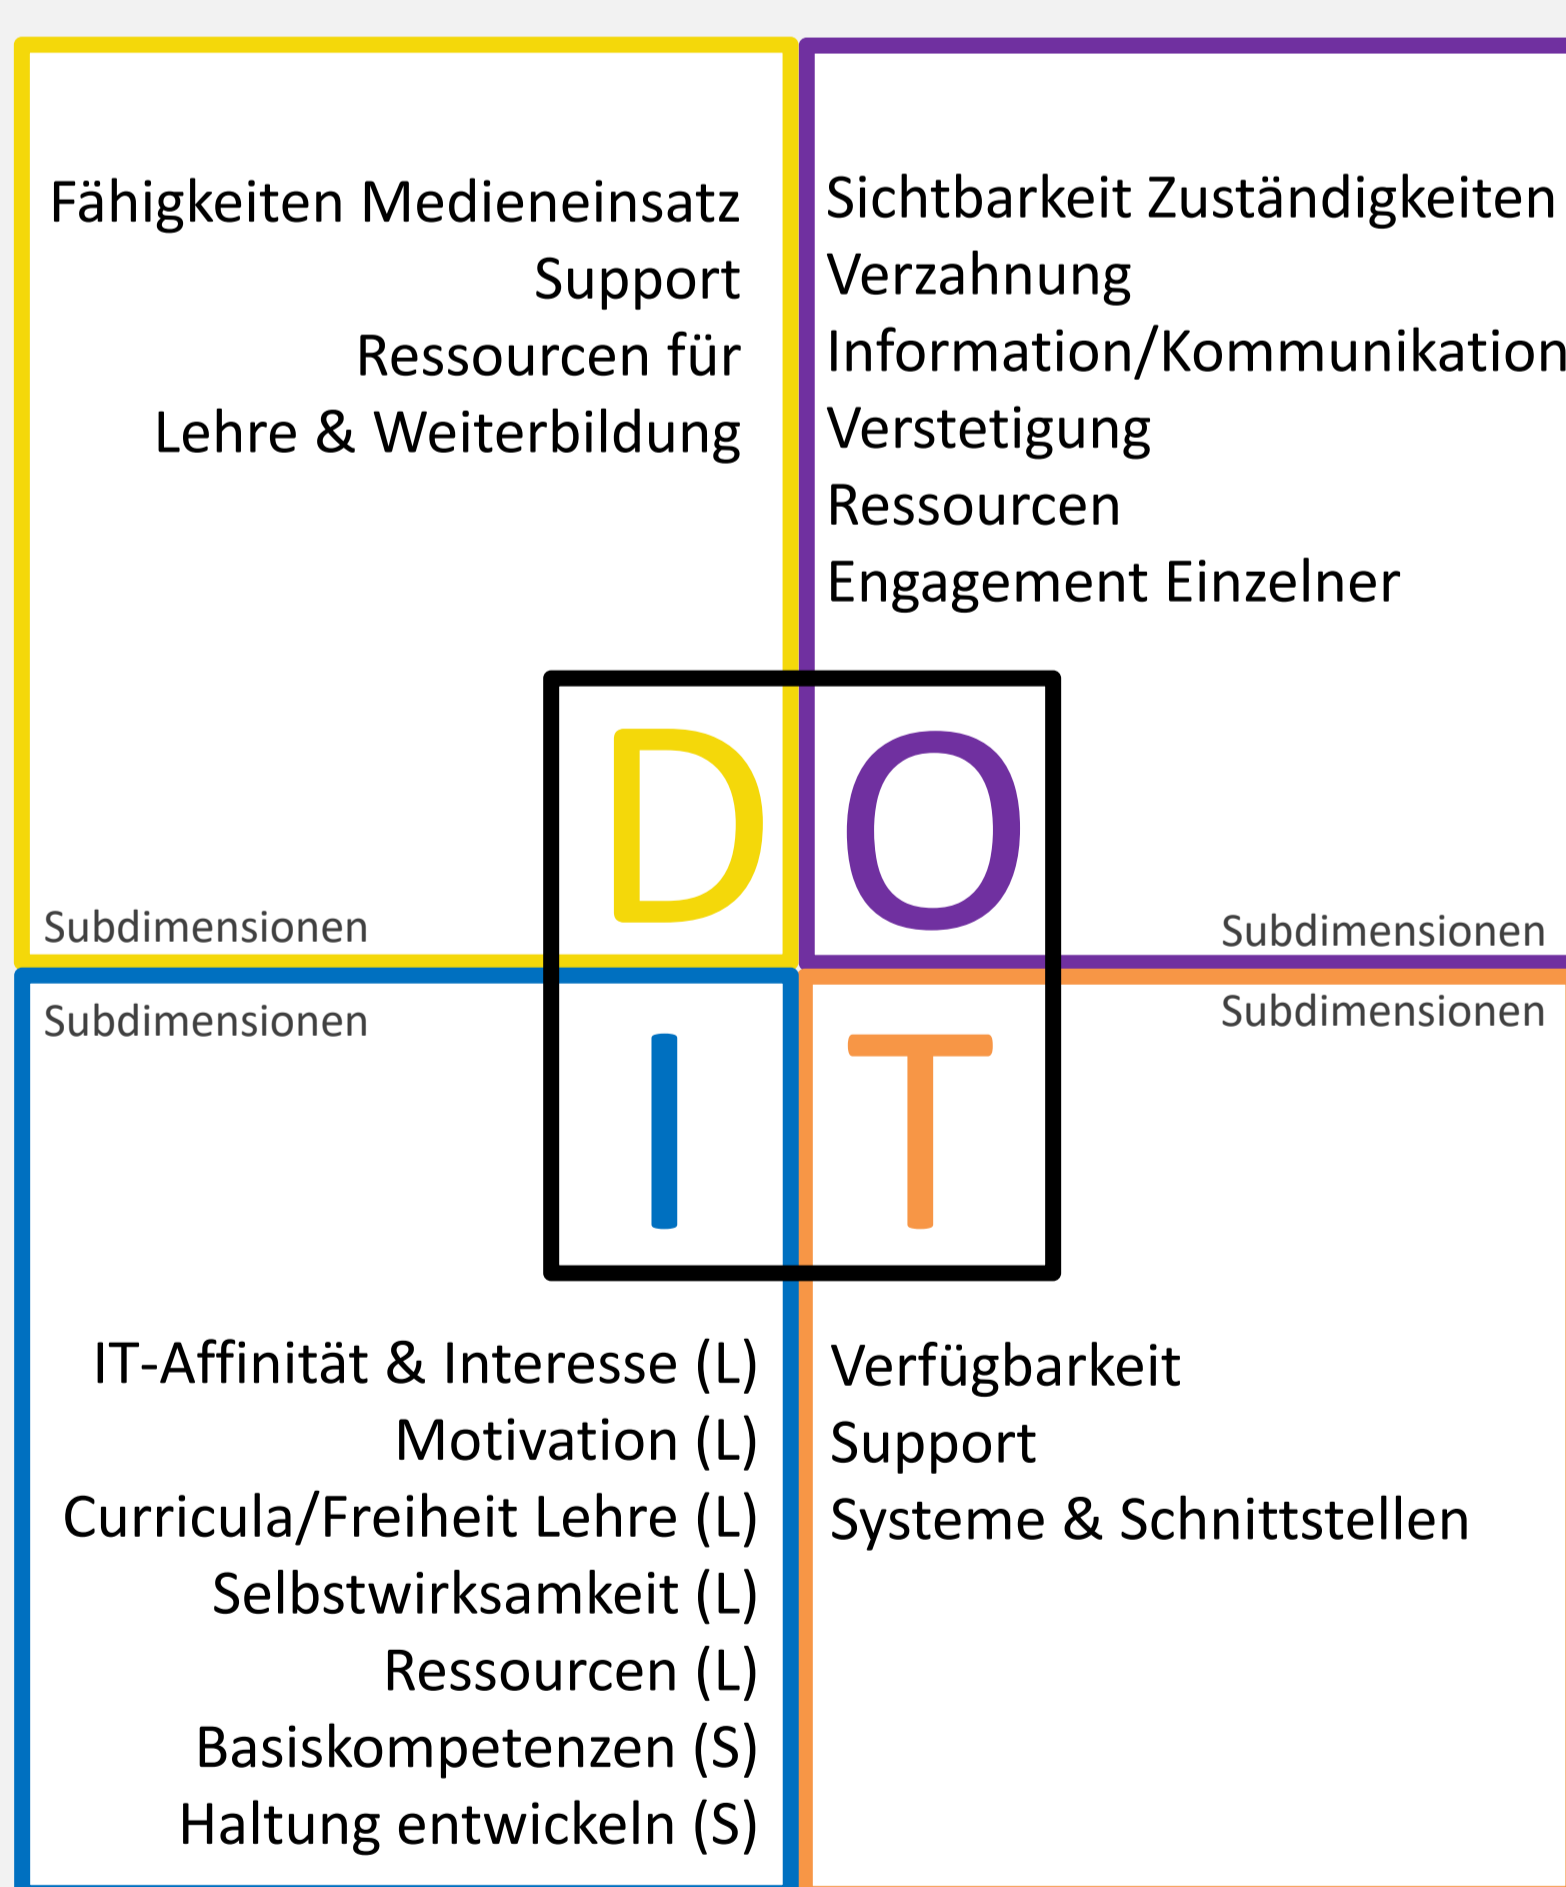 Fähigkeiten Medieneinsatz
Support
Ressourcen für
Lehre & Weiterbildung
Subdimensionen
Sichtbarkeit Zuständigkeiten
Verzahnung
Information/Kommunikation
Verstetigung
Ressourcen
Engagement Einzelner
Subdimensionen
D O
I T
Subdimensionen
IT-Affinität & Interesse (L)
Motivation (L)
Curricula/Freiheit Lehre (L)
Selbstwirksamkeit (L)
Ressourcen (L)
Basiskompetenzen (S)
Haltung entwickeln (S)
Subdimensionen
Verfügbarkeit
Support
Systeme & Schnittstellen